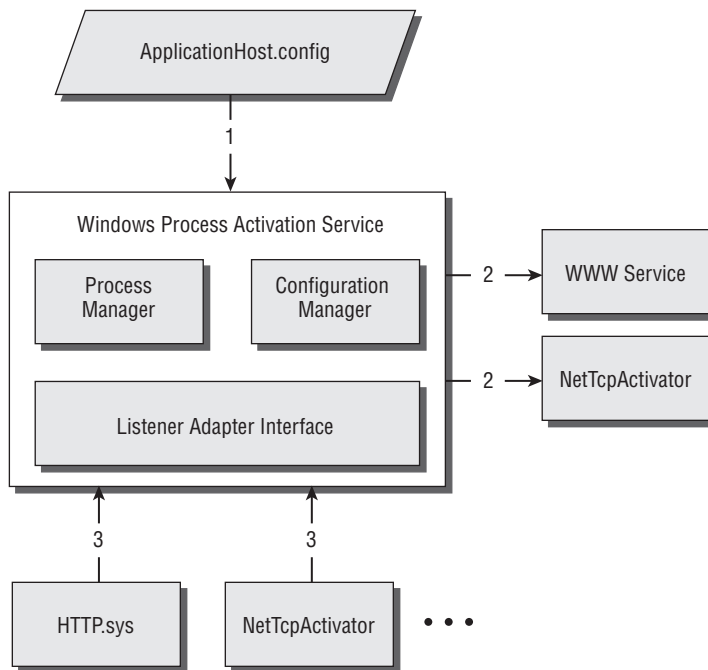 ApplicationHost.config
1
Windows Process Activation Service
Process
Manager
Configuration
Manager
Listener Adapter Interface
2
WWW Service
2
NetTcpActivator
3
3
HTTP.sys
NetTcpActivator
• • •